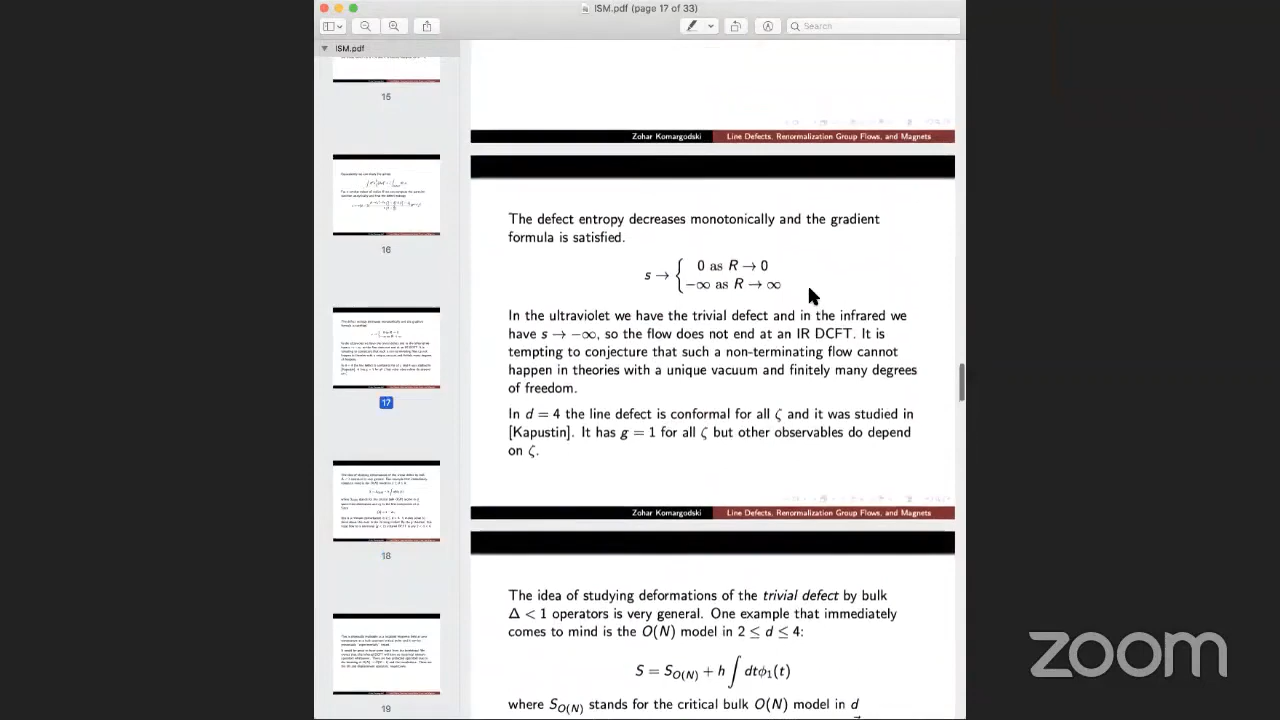 ISM.pdf (page 17 of 33)
Search
ISM.pdf
15
16
17
18
19
Zohar Komargodski Line Defects, Renormalization Group Flows, and Magnets
The defect entropy decreases monotonically and the gradient
formula is satisfied.
s → { 0 as R → 0
−∞ as R → ∞
In the ultraviolet we have the trivial defect and in the infrared we
have s → −∞, so the flow does not end at an IR DCFT. It is
tempting to conjecture that such a non-terminating flow cannot
happen in theories with a unique vacuum and finitely many degrees
of freedom.
In d = 4 the line defect is conformal for all ζ and it was studied in
[Kapustin]. It has g = 1 for all ζ but other observables do depend
on ζ.
Zohar Komargodski Line Defects, Renormalization Group Flows, and Magnets
The idea of studying deformations of the trivial defect by bulk
Δ < 1 operators is very general. One example that immediately
comes to mind is the O(N) model in 2 ≤ d ≤ 4:
S = S_{O(N)} + h ∫ dtϕ₁(t)
where S_{O(N)} stands for the critical bulk O(N) model in d
zoom